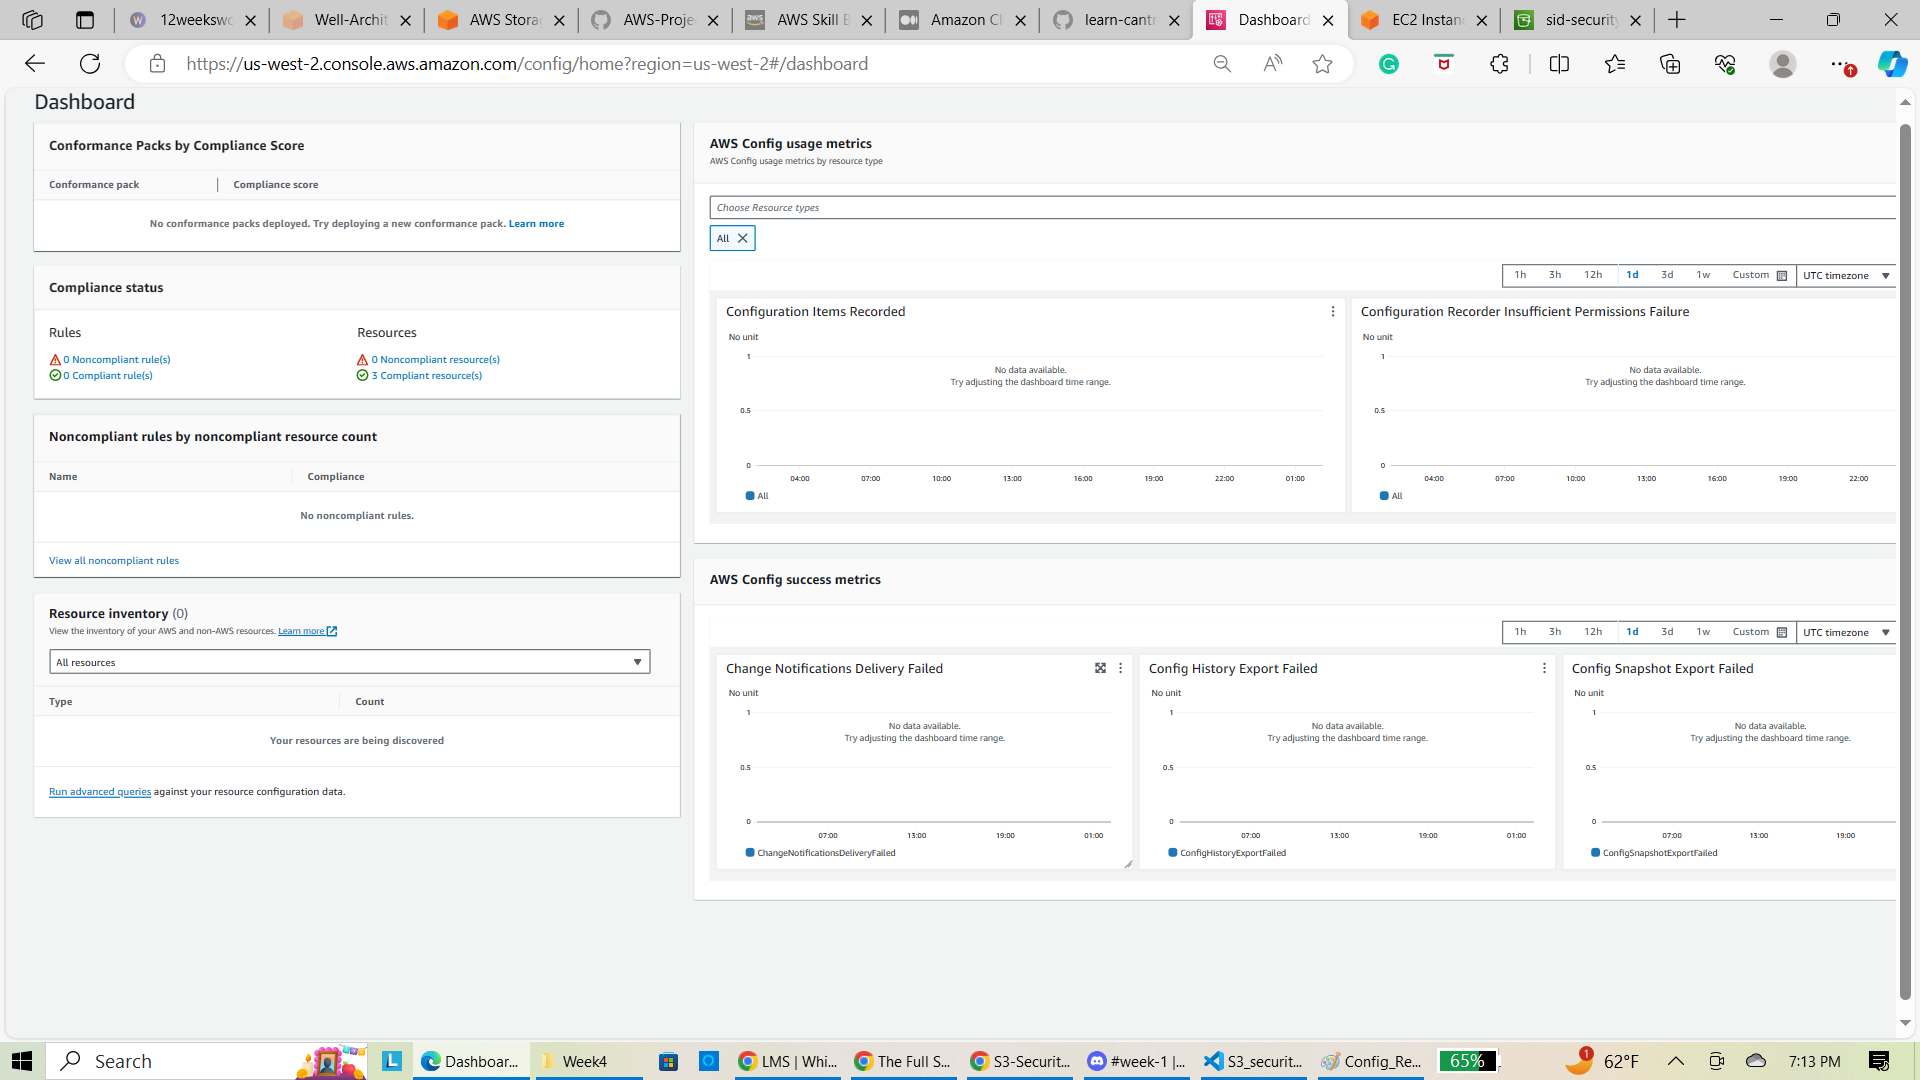 12weekswo
Well-Archit
AWS Storag
AWS-Projec
AWS Skill B
Amazon Cl
learn-cantr
Dashboard
EC2 Instan
sid-security
https://us-west-2.console.aws.amazon.com/config/home?region=us-west-2#/dashboard
Dashboard
Conformance Packs by Compliance Score
Conformance pack
Compliance score
No conformance packs deployed. Try deploying a new conformance pack. Learn more
Compliance status
Rules
Resources
0 Noncompliant rule(s)
0 Noncompliant resource(s)
0 Compliant rule(s)
3 Compliant resource(s)
Noncompliant rules by noncompliant resource count
Name
Compliance
No noncompliant rules.
View all noncompliant rules
Resource inventory (0)
View the inventory of your AWS and non-AWS resources. Learn more
All resources
Type
Count
Your resources are being discovered
Run advanced queries against your resource configuration data.
AWS Config usage metrics
AWS Config usage metrics by resource type
Choose Resource types
All
1h 3h 12h 1d 3d 1w Custom UTC timezone
Configuration Items Recorded
No unit
1
No data available.
Try adjusting the dashboard time range.
0.5
0
04:00 07:00 10:00 13:00 16:00 19:00 22:00 01:00
All
Configuration Recorder Insufficient Permissions Failure
No unit
1
No data available.
Try adjusting the dashboard time range.
0.5
0
04:00 07:00 10:00 13:00 16:00 19:00 22:00
All
AWS Config success metrics
1h 3h 12h 1d 3d 1w Custom UTC timezone
Change Notifications Delivery Failed
No unit
1
No data available.
Try adjusting the dashboard time range.
0.5
0
07:00 13:00 19:00 01:00
ChangeNotificationsDeliveryFailed
Config History Export Failed
No unit
1
No data available.
Try adjusting the dashboard time range.
0.5
0
07:00 13:00 19:00 01:00
ConfigHistoryExportFailed
Config Snapshot Export Failed
No unit
1
No data available.
Try adjusting the dashboard time range.
0.5
0
07:00 13:00 19:00
ConfigSnapshotExportFailed
Search
L
Dashboar...
Week4
LMS | Whi...
The Full S...
S3-Securit...
#week-1 |...
S3_securit...
Config_Re...
65%
1
62°F
7:13 PM